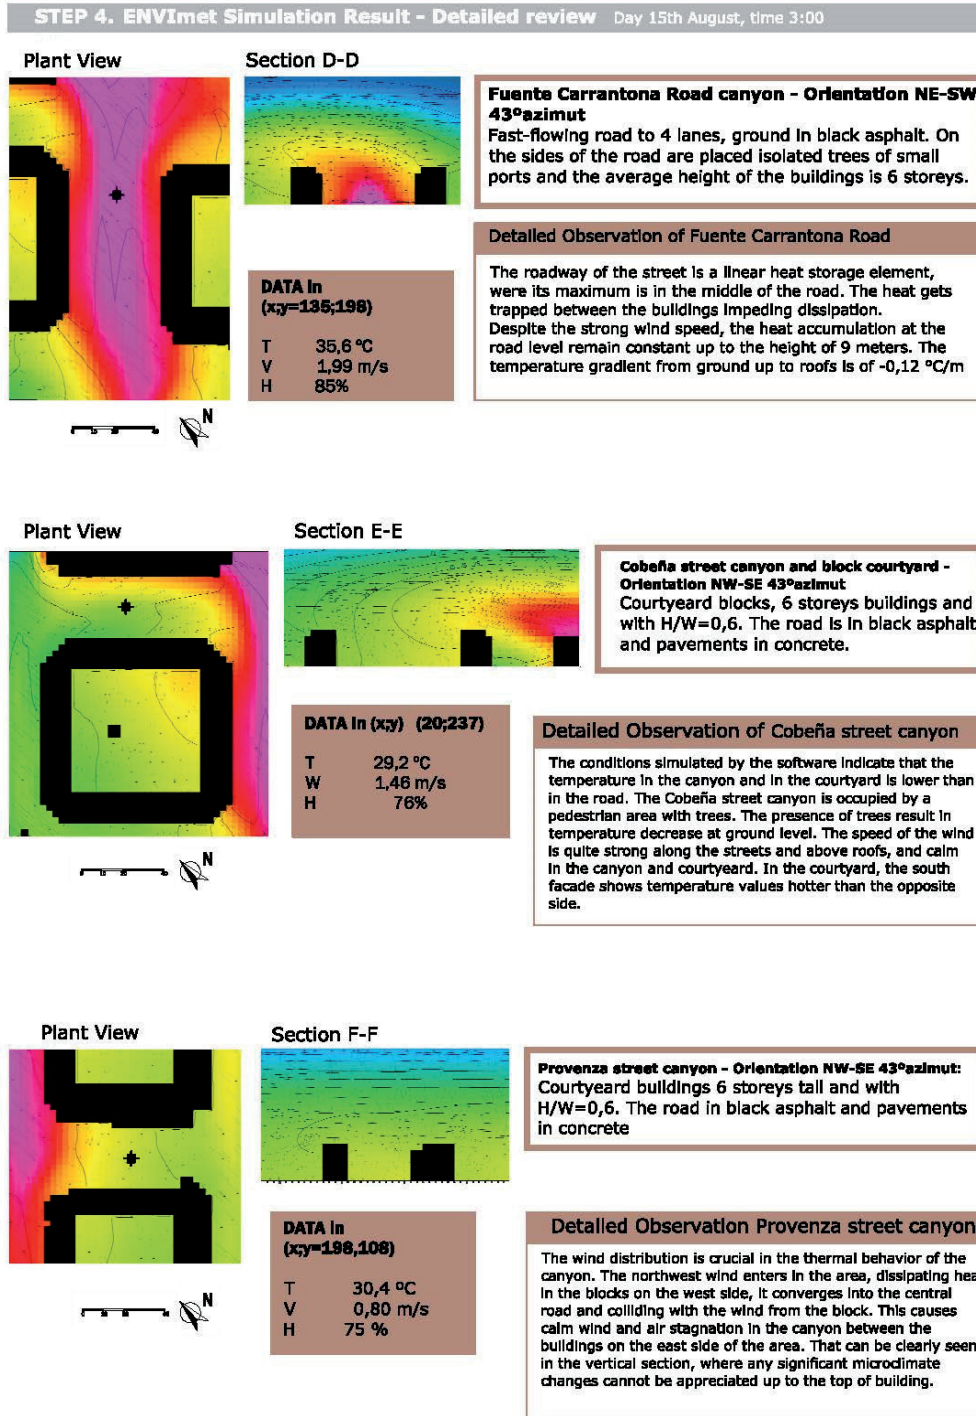 STEP 4. ENVImet Simulation Result - Detailed review Day 15th August, time 3:00
Plant View
Section D-D
Fuente Carrantona Road canyon - Orientation NE-SW
43ºazimut
Fast-flowing road to 4 lanes, ground in black asphalt. On
the sides of the road are placed isolated trees of small
ports and the average height of the buildings is 6 storeys.
Detailed Observation of Fuente Carrantona Road
The roadway of the street is a linear heat storage element,
were its maximum is in the middle of the road. The heat gets
trapped between the buildings impeding dissipation.
Despite the strong wind speed, the heat accumulation at the
road level remain constant up to the height of 9 meters. The
temperature gradient from ground up to roofs is of -0,12 ºC/m
DATA in
(x;y=135;198)
T 35,6 ºC
V 1,99 m/s
H 85%
N
Plant View
Section E-E
Cobeña street canyon and block courtyard -
Orientation NW-SE 43ºazimut
Courtyeard blocks, 6 storeys buildings and
with H/W=0,6. The road is in black asphalt
and pavements in concrete.
DATA in (x;y) (20;237)
T 29,2 ºC
W 1,46 m/s
H 76%
Detailed Observation of Cobeña street canyon
The conditions simulated by the software indicate that the
temperature in the canyon and in the courtyard is lower than
in the road. The Cobeña street canyon is occupied by a
pedestrian area with trees. The presence of trees result in
temperature decrease at ground level. The speed of the wind
is quite strong along the streets and above roofs, and calm
in the canyon and courtyeard. In the courtyard, the south
facade shows temperature values hotter than the opposite
side.
N
Plant View
Section F-F
Provenza street canyon - Orientation NW-SE 43ºazimut:
Courtyeard buildings 6 storeys tall and with
H/W=0,6. The road in black asphalt and pavements
in concrete
DATA in
(x;y=198,108)
T 30,4 ºC
V 0,80 m/s
H 75 %
Detailed Observation Provenza street canyon
The wind distribution is crucial in the thermal behavior of the
canyon. The northwest wind enters in the area, dissipating hea
in the blocks on the west side, it converges into the central
road and colliding with the wind from the block. This causes
calm wind and air stagnation in the canyon between the
buildings on the east side of the area. That can be clearly seen
in the vertical section, where any significant microclimate
changes cannot be appreciated up to the top of building.
N